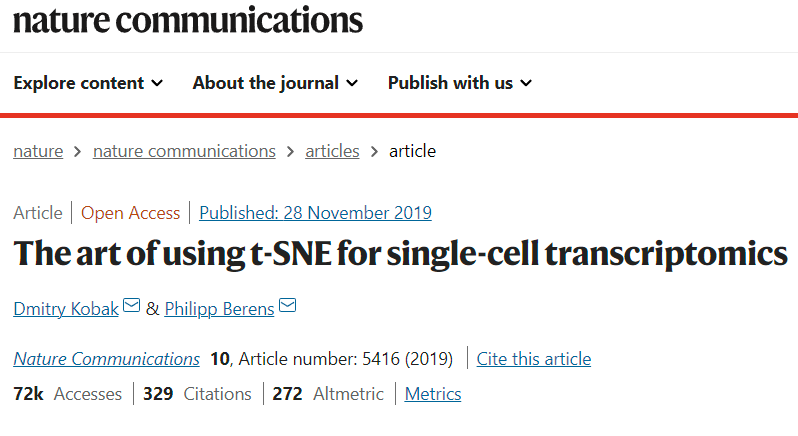 nature communications
Explore content About the journal Publish with us
nature > nature communications > articles > article
Article | Open Access | Published: 28 November 2019
The art of using t-SNE for single-cell transcriptomics
Dmitry Kobak & Philipp Berens
Nature Communications 10, Article number: 5416 (2019) | Cite this article
72k Accesses | 329 Citations | 272 Altmetric | Metrics